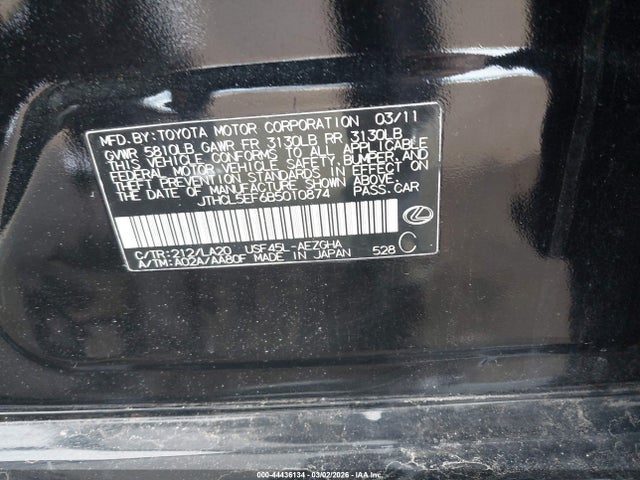 MFD. BY: TOYOTA MOTOR CORPORATION 03/11
GVWR 5810LB GAWR FR 3130LB RR 3130LB
THIS VEHICLE CONFORMS TO ALL APPLICABLE
FEDERAL MOTOR VEHICLE SAFETY, BUMPER, AND
THEFT PREVENTION STANDARDS IN EFFECT ON
THE DATE OF MANUFACTURE SHOWN ABOVE.
JTHCL5EF6B5010874 PASS.CAR
C/TR:212/LA20 USF45L-AEZGHA
A/TM:A02A/AA80F MADE IN JAPAN 528 C
000-44436134 - 03/02/2026 - IAA Inc.